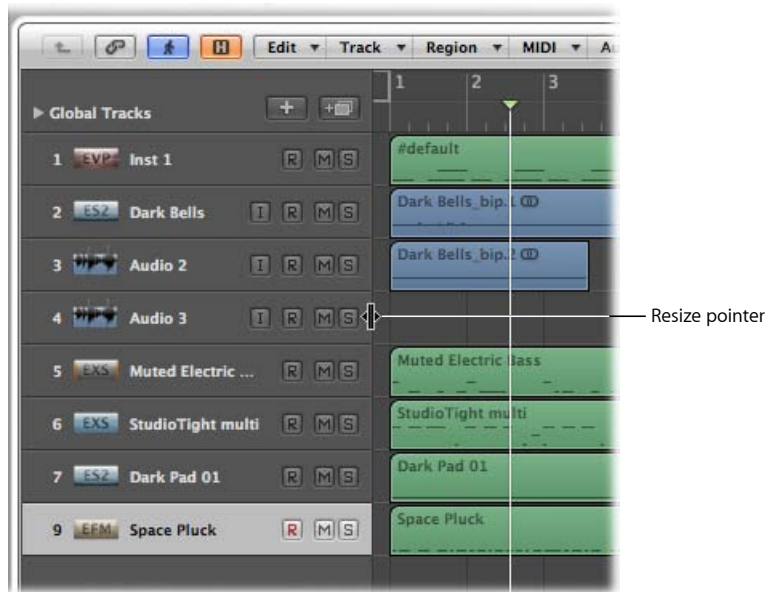 Edit ▾ Track ▾ Region ▾ MIDI ▾
Global Tracks
1 2 3
1 EVP Inst 1 R M S
#default
2 ES2 Dark Bells I R M S
Dark Bells_bip.1
3 Audio 2 I R M S
Dark Bells_bip.2
4 Audio 3 I R M S
Resize pointer
5 EXS Muted Electric ... R M S
Muted Electric Bass
6 EXS StudioTight multi R M S
StudioTight multi
7 ES2 Dark Pad 01 R M S
Dark Pad 01
9 EFM Space Pluck R M S
Space Pluck